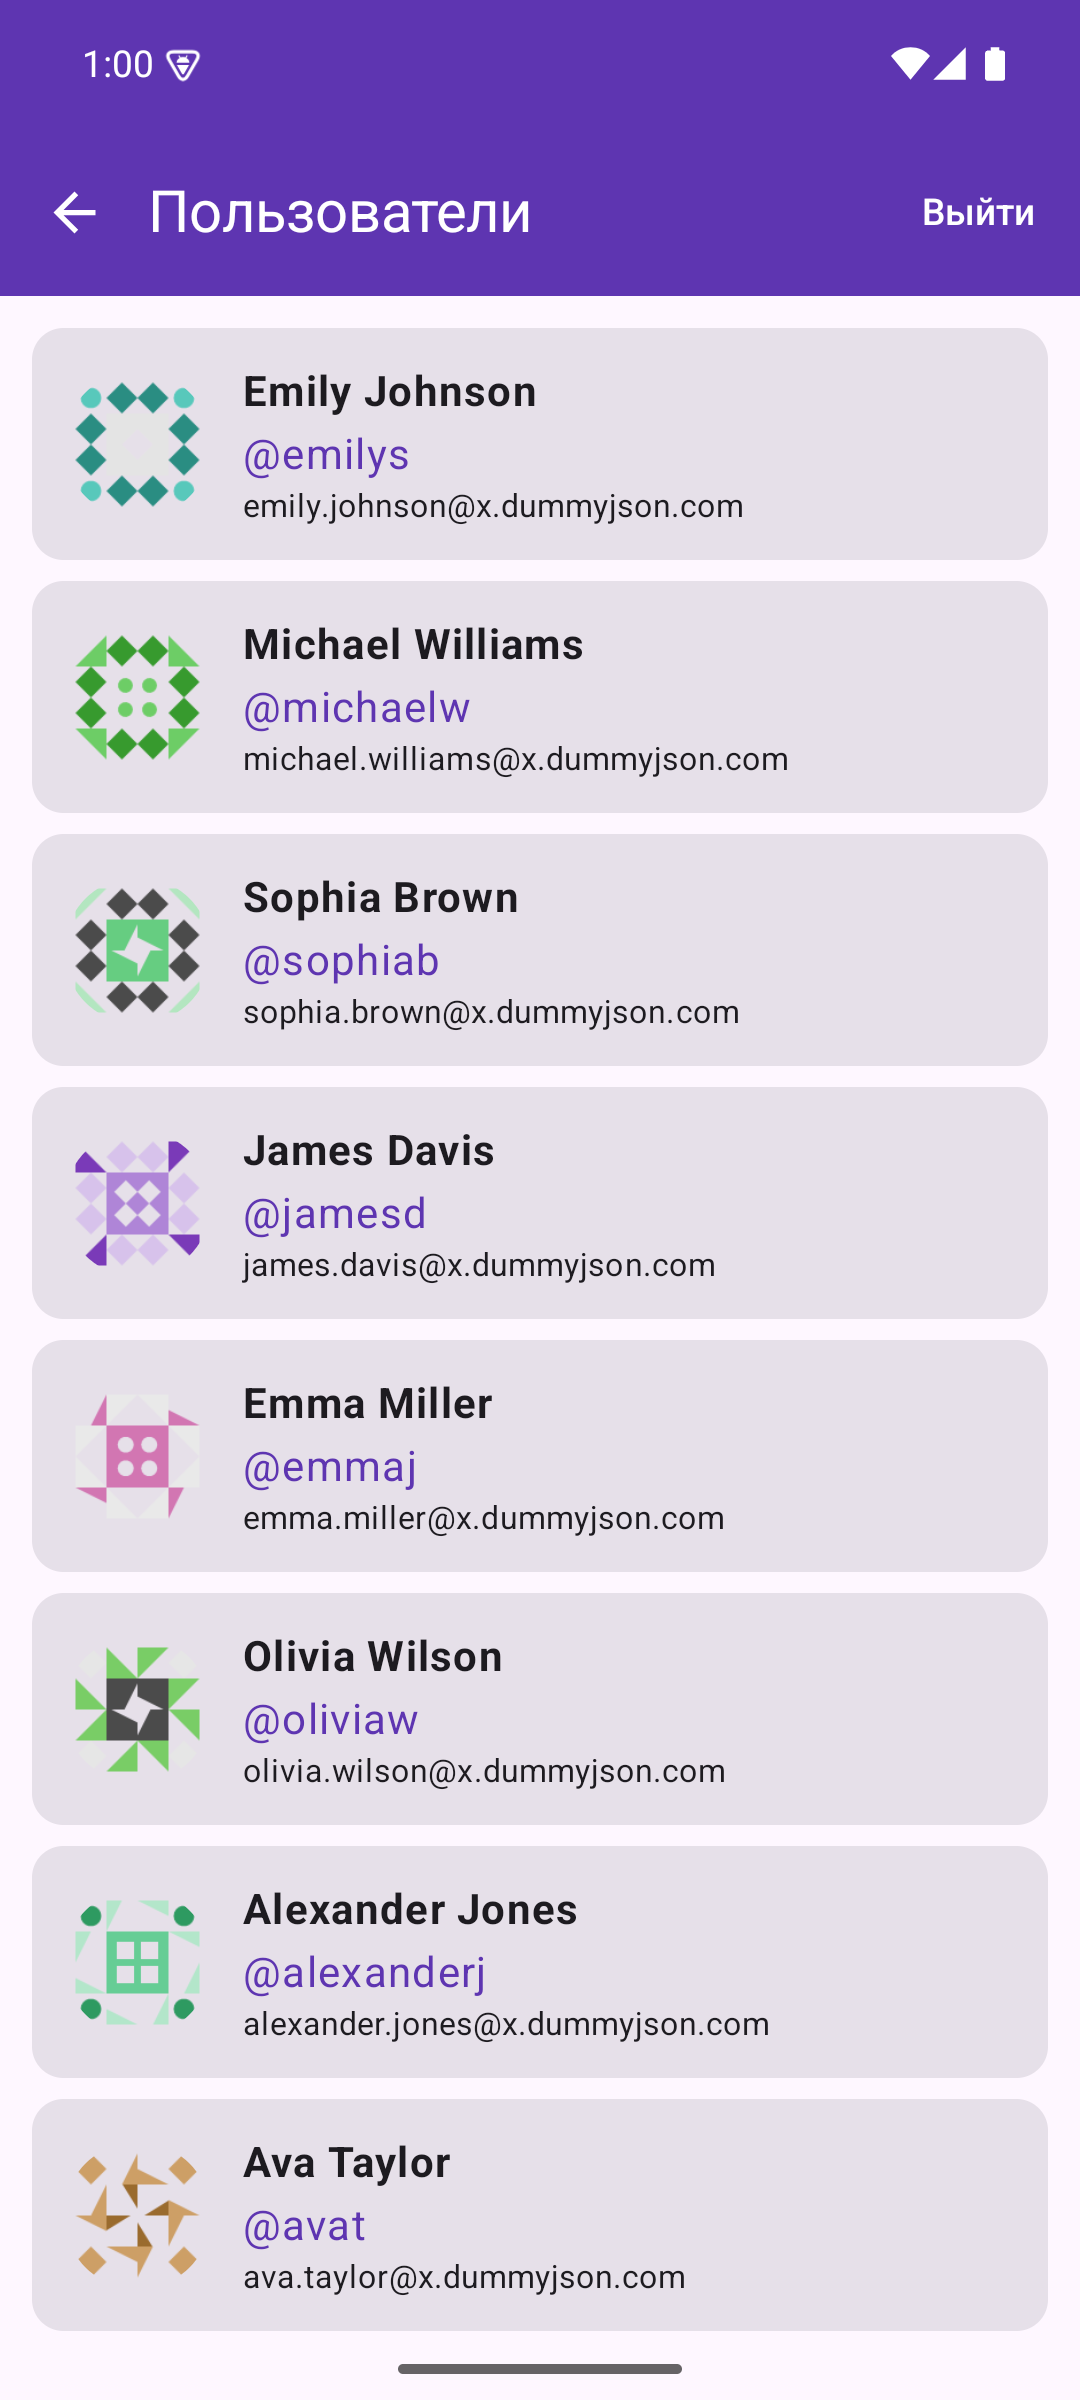 1:00
Пользователи
Выйти
Emily Johnson
@emilys
emily.johnson@x.dummyjson.com
Michael Williams
@michaelw
michael.williams@x.dummyjson.com
Sophia Brown
@sophiab
sophia.brown@x.dummyjson.com
James Davis
@jamesd
james.davis@x.dummyjson.com
Emma Miller
@emmaj
emma.miller@x.dummyjson.com
Olivia Wilson
@oliviaw
olivia.wilson@x.dummyjson.com
Alexander Jones
@alexanderj
alexander.jones@x.dummyjson.com
Ava Taylor
@avat
ava.taylor@x.dummyjson.com